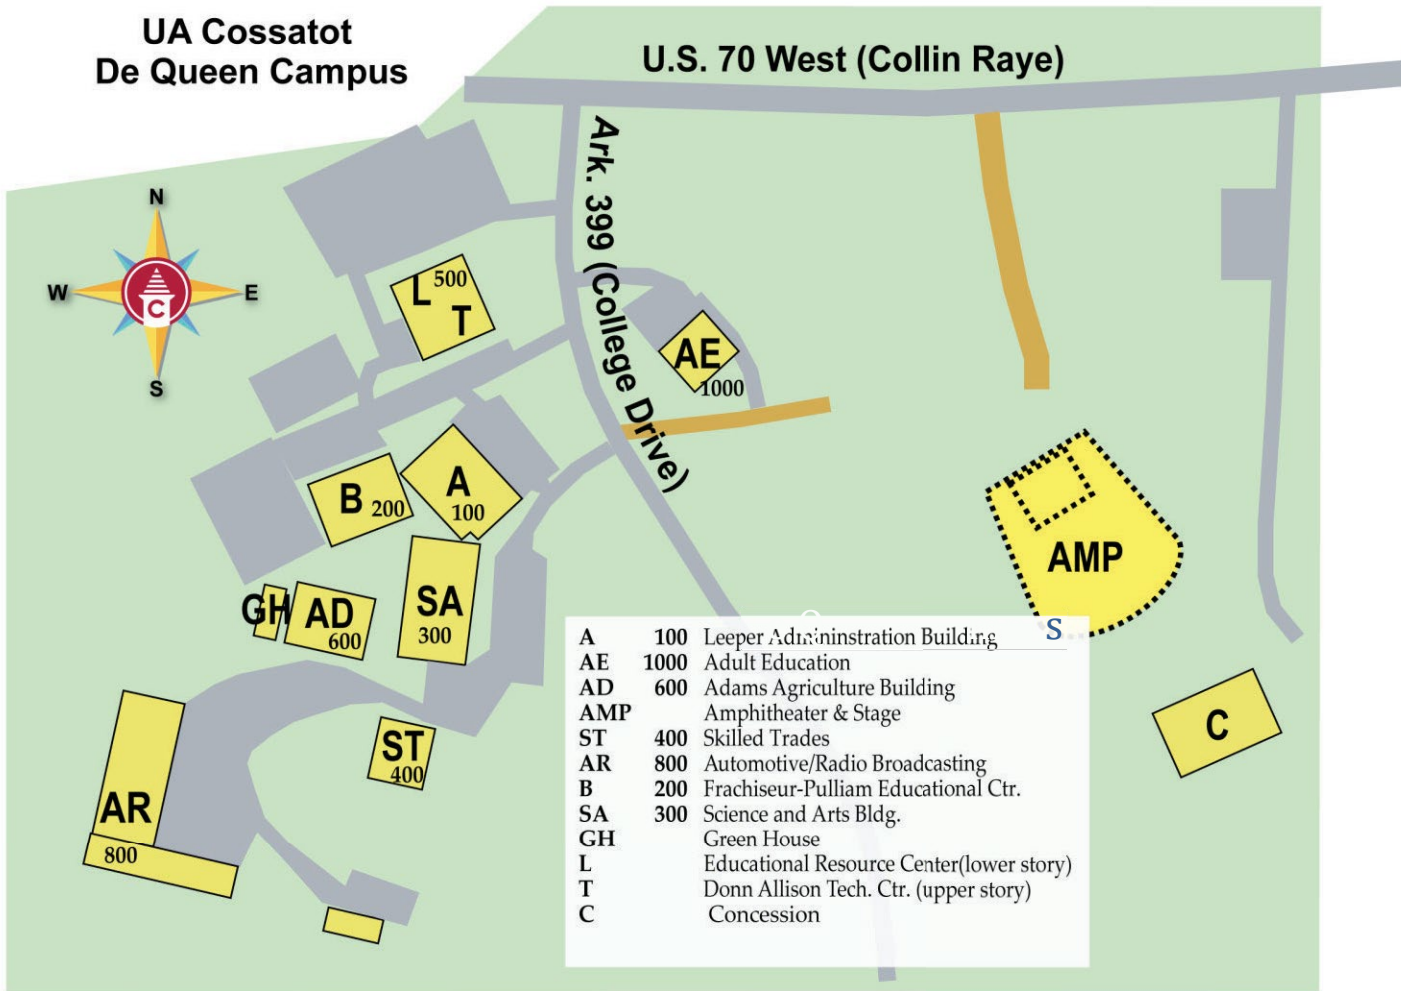 UA Cossatot
De Queen Campus
U.S. 70 West (Collin Raye)
Ark. 399 (College Drive)
N
W
E
S
C
L 500
T
AE
1000
A
100
B 200
GH
AD
600
SA
300
AMP
ST
400
AR
800
C
s
A 100 Leeper Admininstration Building
AE 1000 Adult Education
AD 600 Adams Agriculture Building
AMP Amphitheater & Stage
ST 400 Skilled Trades
AR 800 Automotive/Radio Broadcasting
B 200 Frachiseur-Pulliam Educational Ctr.
SA 300 Science and Arts Bldg.
GH Green House
L Educational Resource Center(lower story)
T Donn Allison Tech. Ctr. (upper story)
C Concession